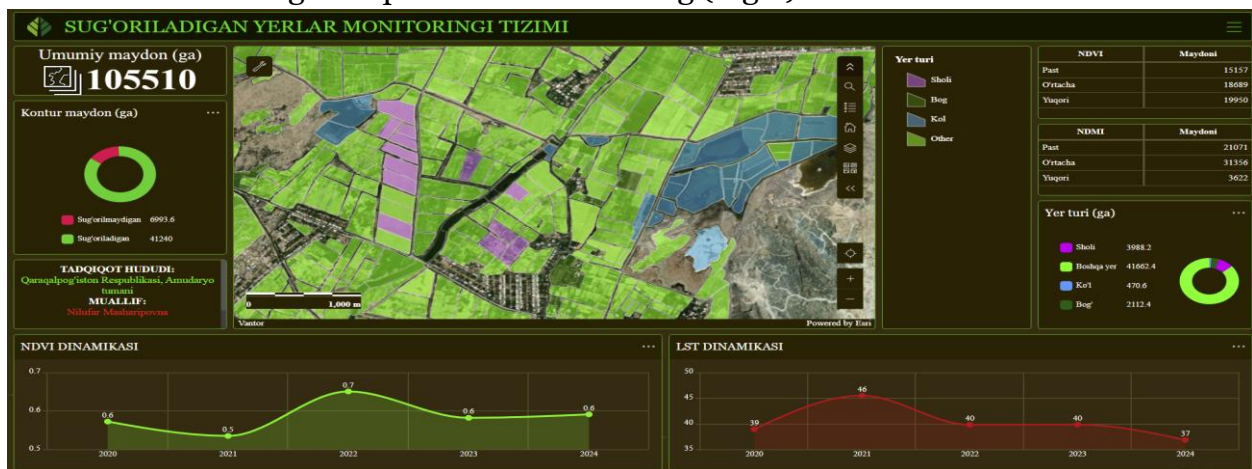 SUG'ORILADIGAN YERLAR MONITORINGI TIZIMI
Umumiy maydon (ga)
105510
Kontur maydon (ga)
Sug'orilmaydigan 6993.6
Sug'oriladigan 41240
TADQIQOT HUDUDI:
Qaraqalpog'iston Respublikasi, Amudaryo
tumani
MUALLIF:
Nilufar Masharipovna
0 1,000 m
Vantor
Powered by Esri
Yer turi
Sholi
Bog
Kol
Other
NDVI Maydoni
Past 15157
O'rtacha 18689
Yuqori 19950
NDMI Maydoni
Past 21071
O'rtacha 31356
Yuqori 3622
Yer turi (ga)
Sholi 3988.2
Boshqa yer 41662.4
Ko'l 470.6
Bog' 2112.4
NDVI DINAMIKASI
0.7
0.6
0.5
0.6
0.5
0.7
0.6
0.6
2020 2021 2022 2023 2024
LST DINAMIKASI
50
45
40
35
39
46
40
40
37
2020 2021 2022 2023 2024